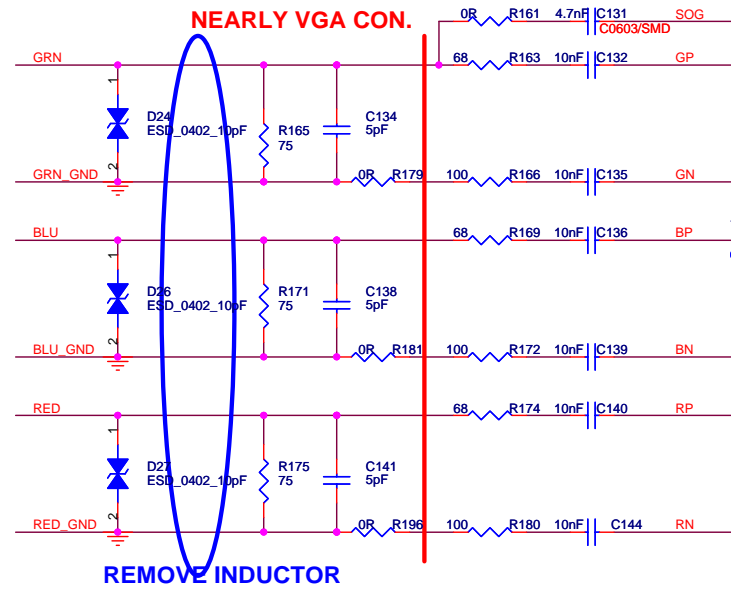 NEARLY VGA CON.
0R R161 4.7nF C131 SOG
C0603/SMD
GRN 68 R163 10nF C132 GP
1
D24
ESD_0402_10pF
R165
75
C134
5pF
2
GRN_GND 0R R179 100 R166 10nF C135 GN
BLU 68 R169 10nF C136 BP
1
D26
ESD_0402_10pF
R171
75
C138
5pF
2
BLU_GND 0R R181 100 R172 10nF C139 BN
RED 68 R174 10nF C140 RP
1
D27
ESD_0402_10pF
R175
75
C141
5pF
2
RED_GND 0R R196 100 R180 10nF C144 RN
REMOVE INDUCTOR